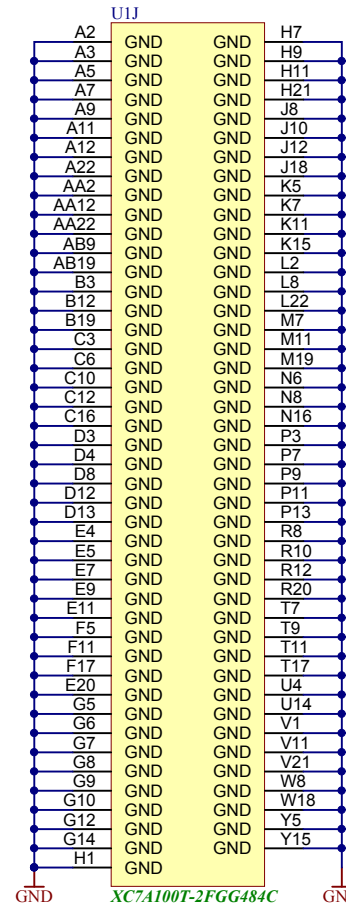 U1J
A2 GND GND H7
A3 GND GND H9
A5 GND GND H11
A7 GND GND H21
A9 GND GND J8
A11 GND GND J10
A12 GND GND J12
A22 GND GND J18
AA2 GND GND K5
AA12 GND GND K7
AA22 GND GND K11
AB9 GND GND K15
AB19 GND GND L2
B3 GND GND L8
B12 GND GND L22
B19 GND GND M7
C3 GND GND M11
C6 GND GND M19
C10 GND GND N6
C12 GND GND N8
C16 GND GND N16
D3 GND GND P3
D4 GND GND P7
D8 GND GND P9
D12 GND GND P11
D13 GND GND P13
E4 GND GND R8
E5 GND GND R10
E7 GND GND R12
E9 GND GND R20
E11 GND GND T7
F5 GND GND T9
F11 GND GND T11
F17 GND GND T17
E20 GND GND U4
G5 GND GND U14
G6 GND GND V1
G7 GND GND V11
G8 GND GND V21
G9 GND GND W8
G10 GND GND W18
G12 GND GND Y5
G14 GND GND Y15
H1 GND
GND XC7A100T-2FGG484C GN